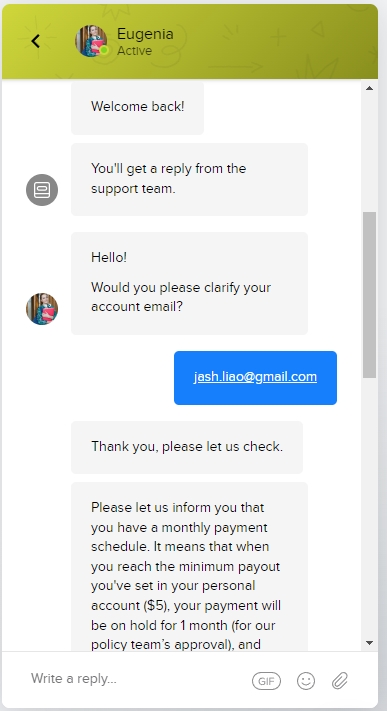 Eugenia
Active
Welcome back!
You'll get a reply from the
support team.
Hello!
Would you please clarify your
account email?
jash.liao@gmail.com
Thank you, please let us check.
Please let us inform you that
you have a monthly payment
schedule. It means that when
you reach the minimum payout
you've set in your personal
account ($5), your payment will
be on hold for 1 month (for our
policy team’s approval), and
Write a reply...
GIF